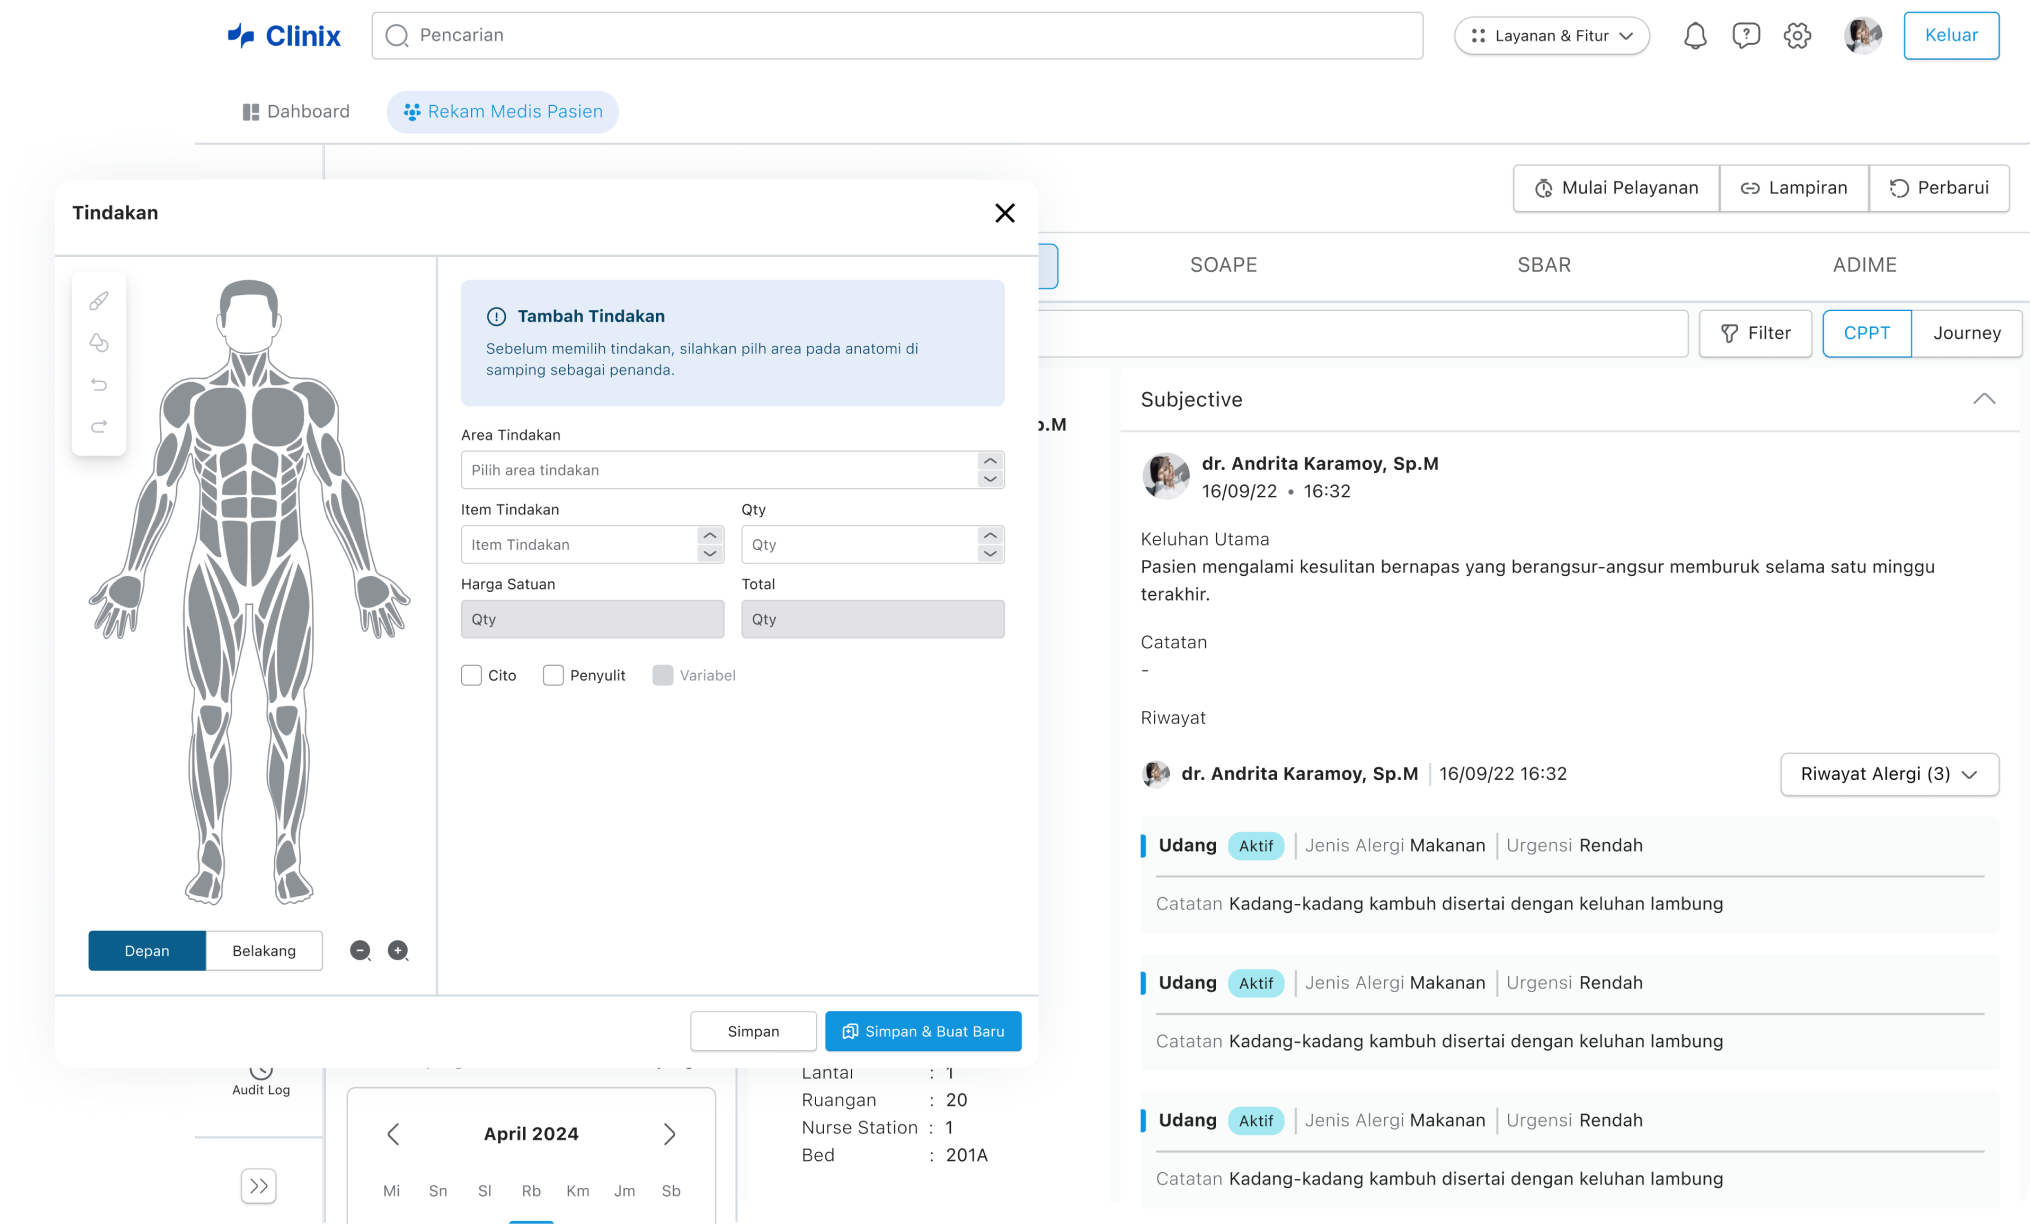 Clinix
Pencarian
Layanan & Fitur
Keluar
Dahboard
Rekam Medis Pasien
Mulai Pelayanan
Lampiran
Perbarui
SOAPE
SBAR
ADIME
Filter
CPPT
Journey
Tindakan
Tambah Tindakan
Sebelum memilih tindakan, silahkan pilh area pada anatomi di
samping sebagai penanda.
Area Tindakan
Pilih area tindakan
Item Tindakan
Qty
Item Tindakan
Qty
Harga Satuan
Total
Qty
Qty
Cito
Penyulit
Variabel
Depan
Belakang
Simpan
Simpan & Buat Baru
Sp.M
Subjective
dr. Andrita Karamoy, Sp.M
16/09/22 • 16:32
Keluhan Utama
Pasien mengalami kesulitan bernapas yang berangsur-angsur memburuk selama satu minggu
terakhir.
Catatan
-
Riwayat
dr. Andrita Karamoy, Sp.M
16/09/22 16:32
Riwayat Alergi (3)
Udang Aktif Jenis Alergi Makanan Urgensi Rendah
Catatan Kadang-kadang kambuh disertai dengan keluhan lambung
Udang Aktif Jenis Alergi Makanan Urgensi Rendah
Catatan Kadang-kadang kambuh disertai dengan keluhan lambung
Udang Aktif Jenis Alergi Makanan Urgensi Rendah
Catatan Kadang-kadang kambuh disertai dengan keluhan lambung
Audit Log
April 2024
Mi Sn Sl Rb Km Jm Sb
Lantai : 1
Ruangan : 20
Nurse Station : 1
Bed : 201A